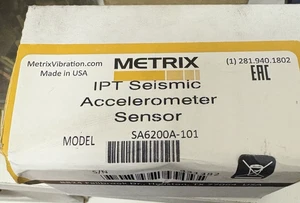 MetrixVibration.com
Made in USA
METRIX
(1) 281.940.1802
EAC
IPT Seismic
Accelerometer
Sensor
MODEL SA6200A-101
S/N